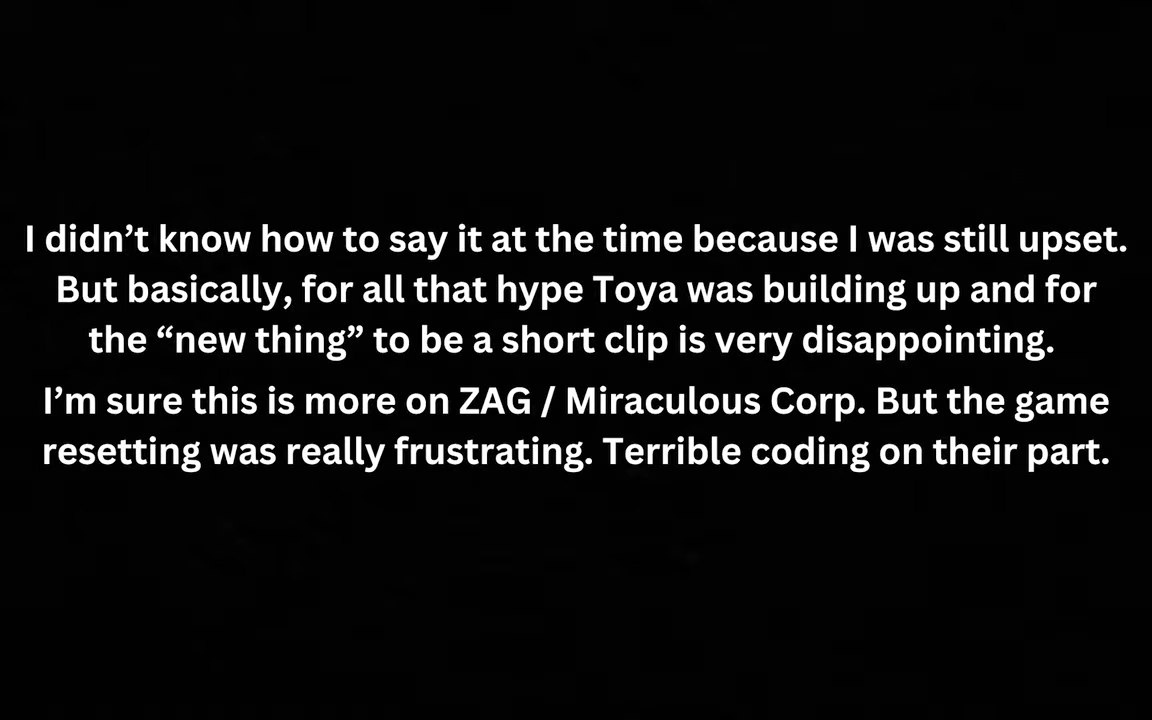 I didn’t know how to say it at the time because I was still upset.
But basically, for all that hype Toya was building up and for
the “new thing” to be a short clip is very disappointing.
I’m sure this is more on ZAG / Miraculous Corp. But the game
resetting was really frustrating. Terrible coding on their part.